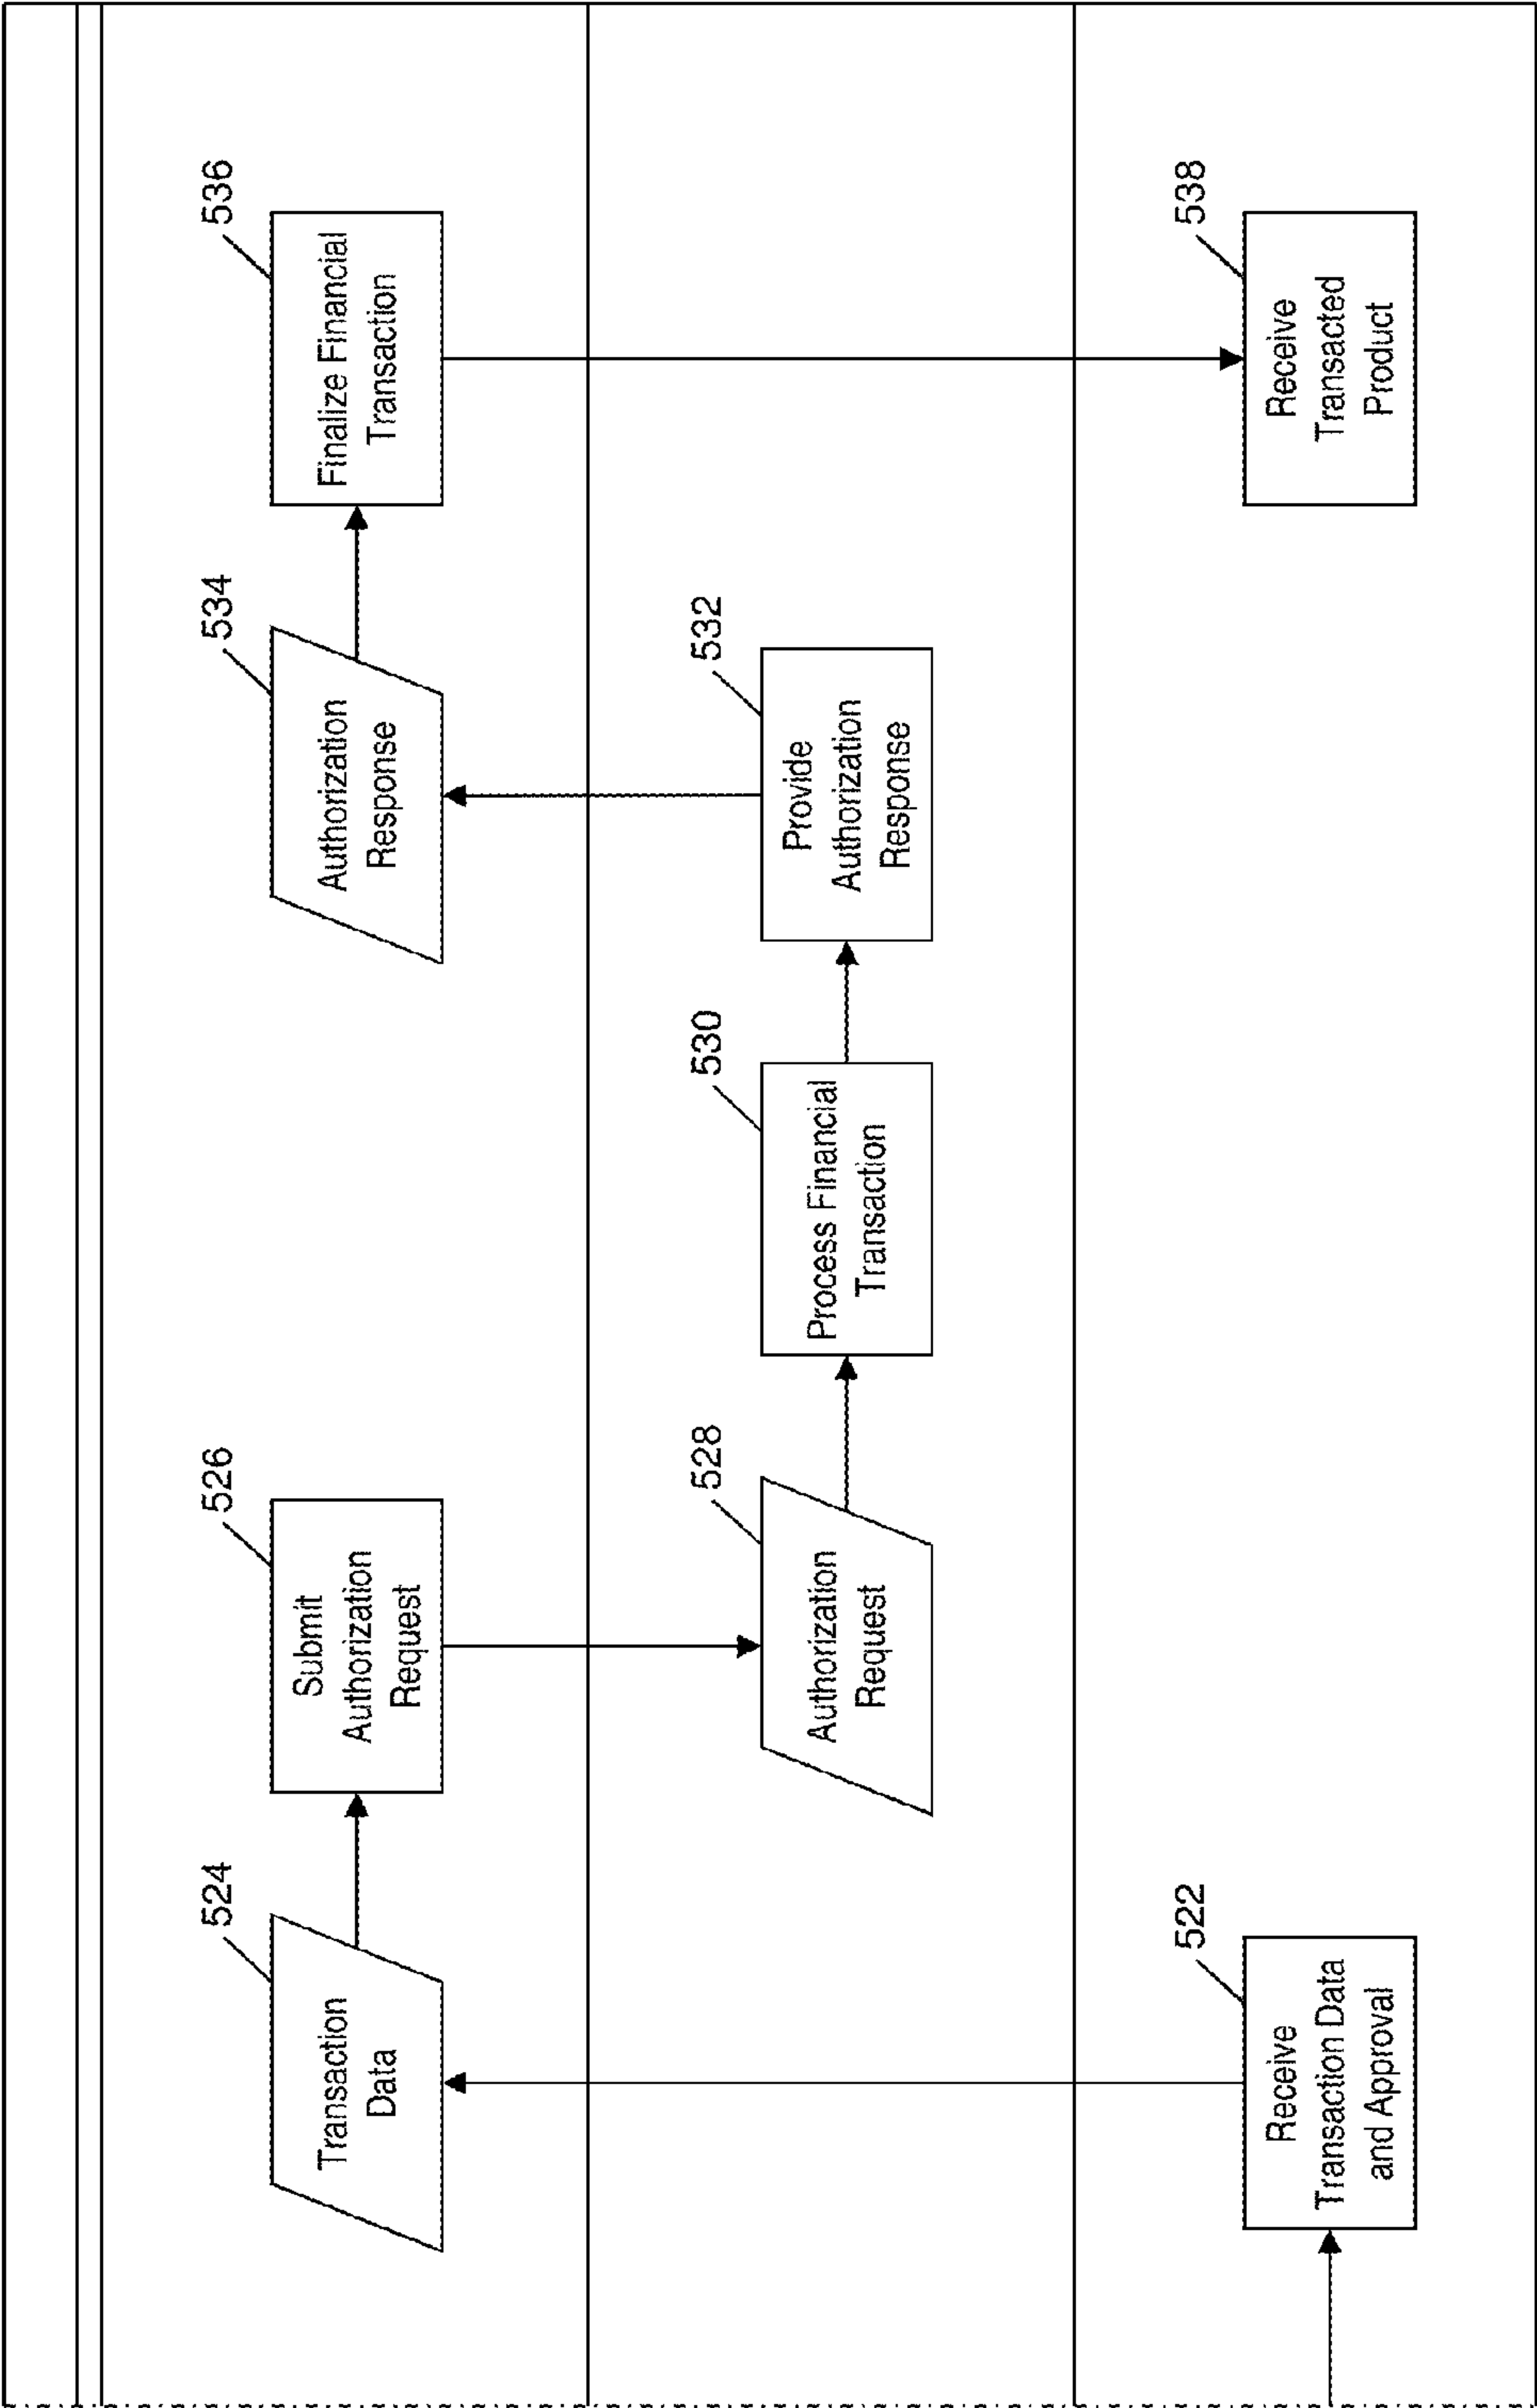 524
Transaction
Data
526
Submit
Authorization
Request
534
Authorization
Response
536
Finalize Financial
Transaction
528
Authorization
Request
530
Process Financial
Transaction
532
Provide
Authorization
Response
522
Receive
Transaction Data
and Approval
538
Receive
Transacted
Product